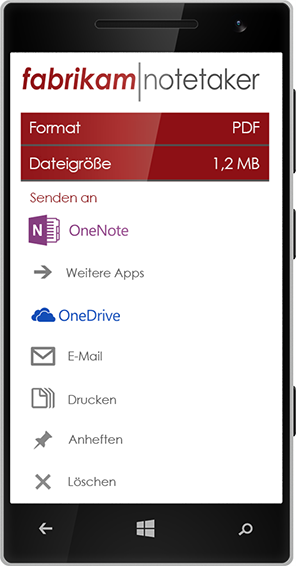 fabrikam|notetaker
Format PDF
Dateigröße 1,2 MB
Senden an
N OneNote
Weitere Apps
OneDrive
E-Mail
Drucken
Anheften
Löschen